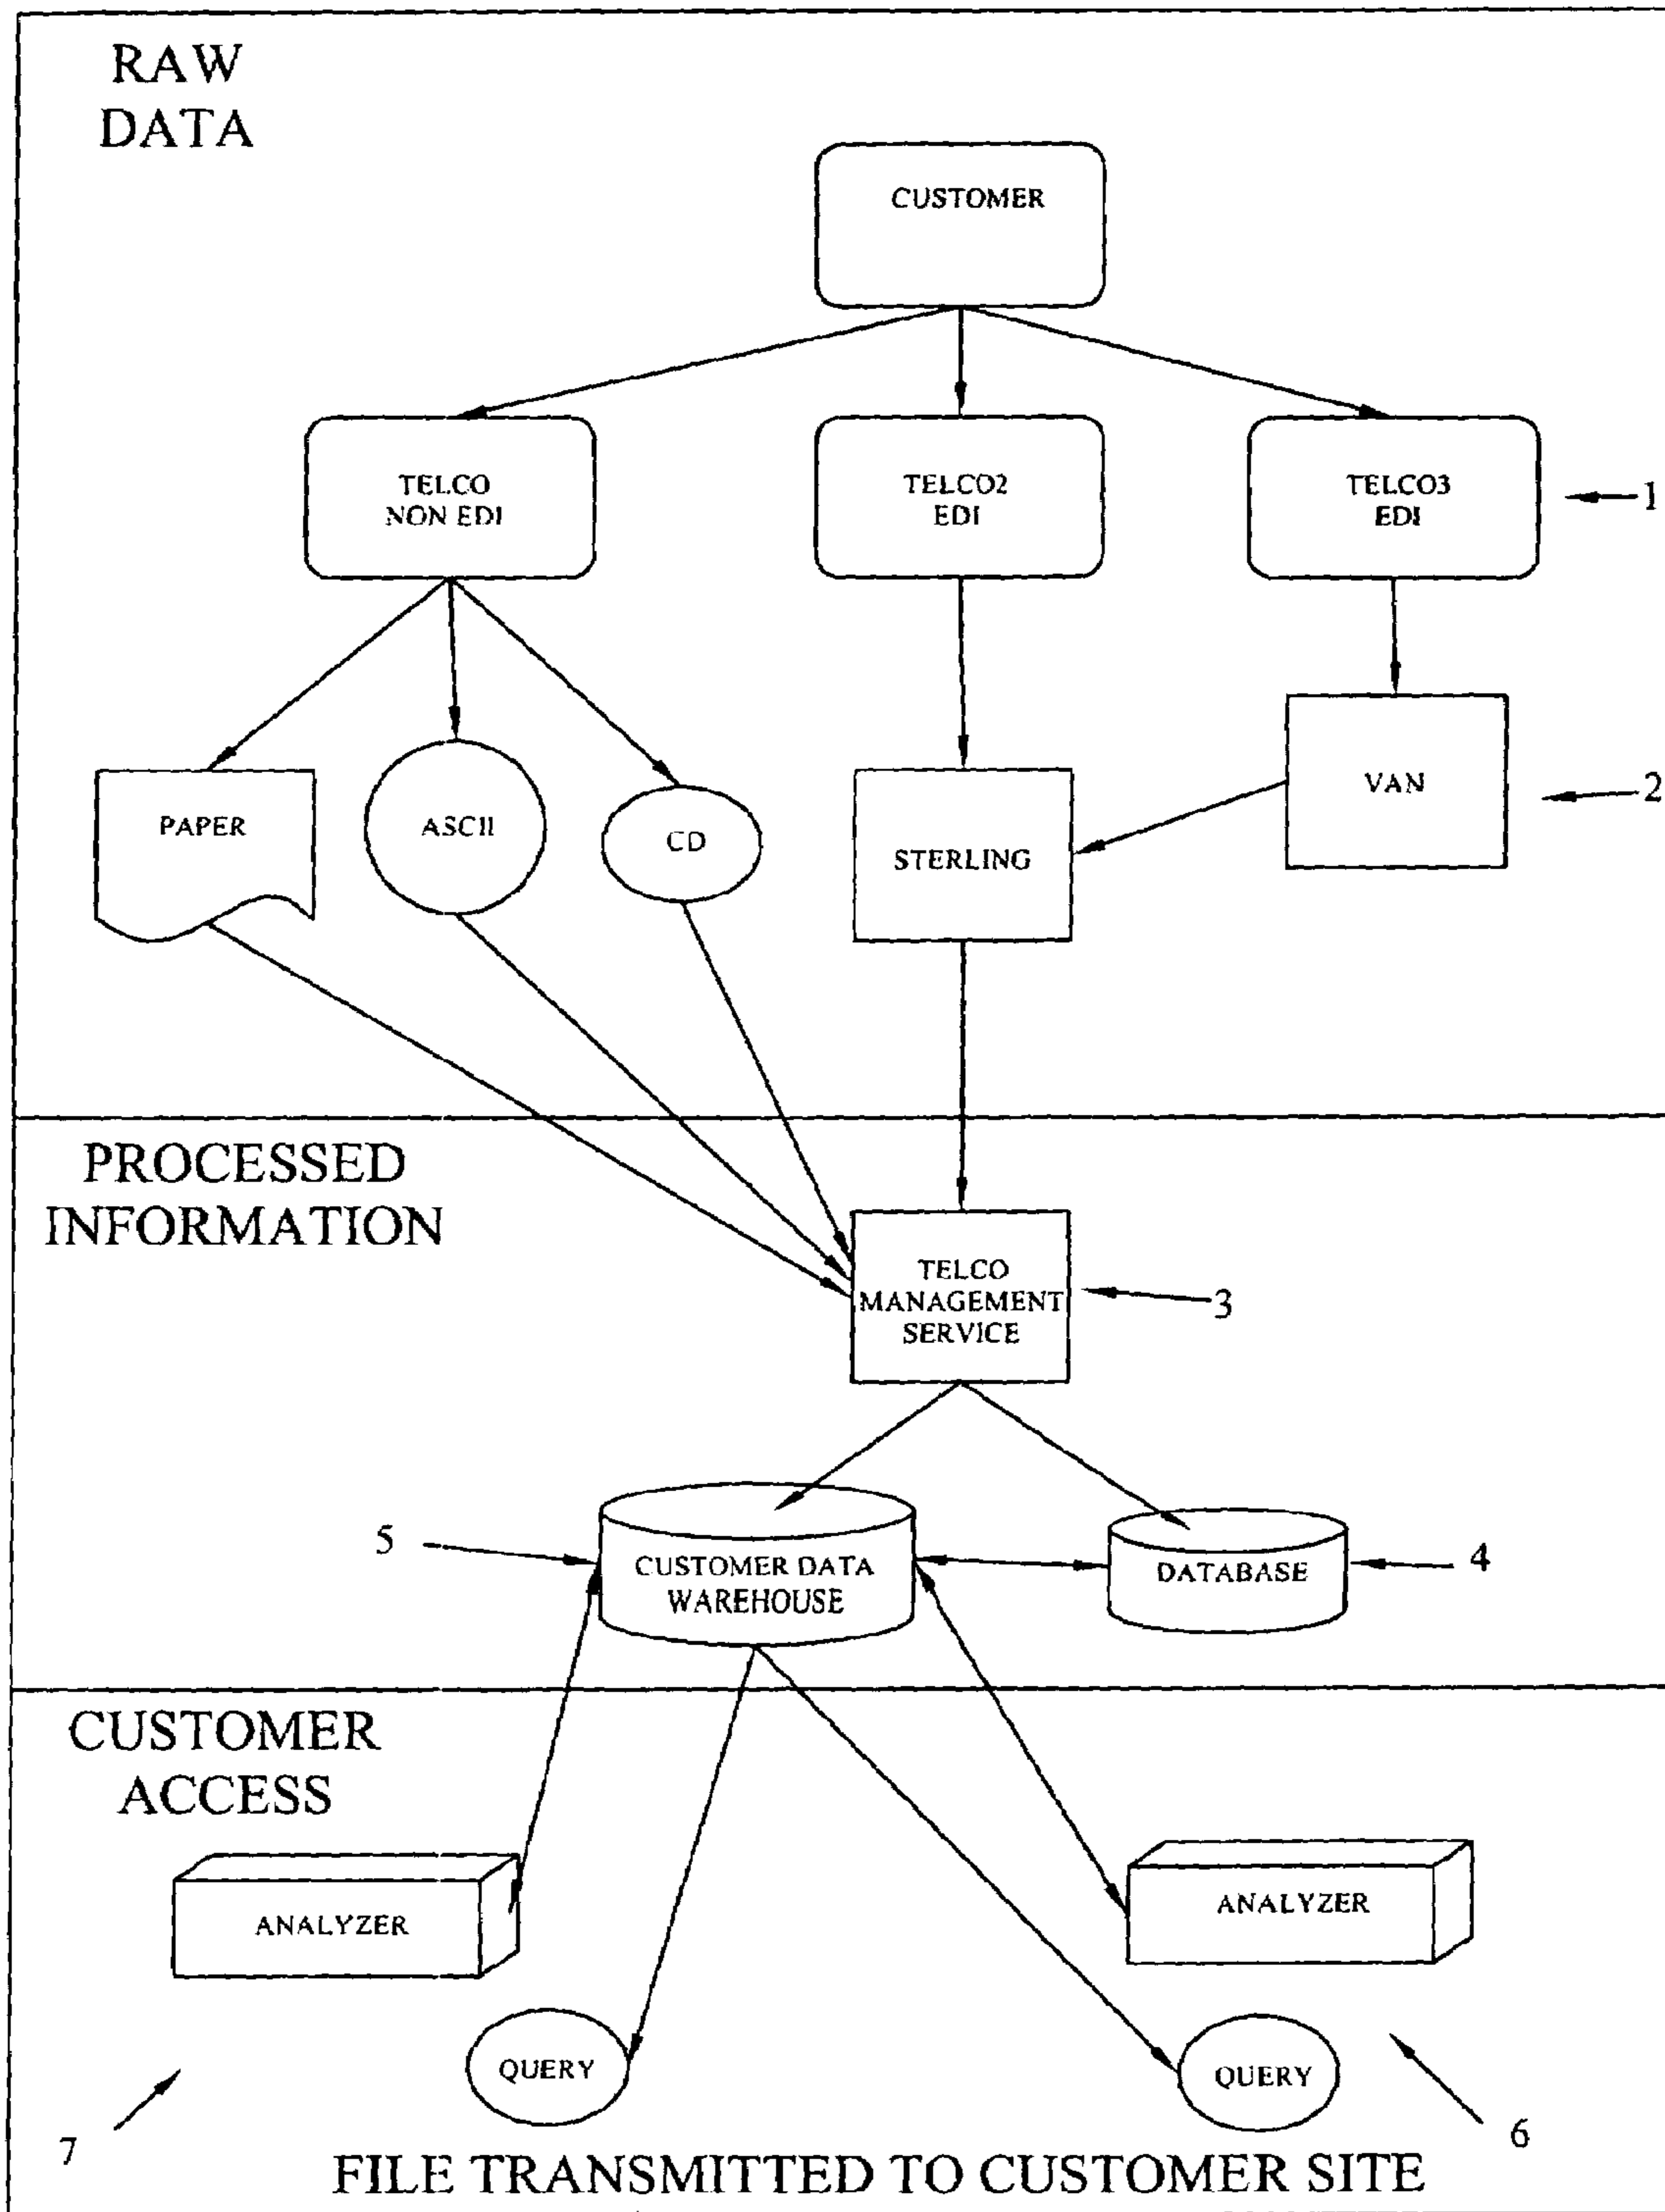 RAW
DATA
CUSTOMER
TELCO
NON EDI
TELCO2
EDI
TELCO3
EDI
1
PAPER
ASCII
CD
STERLING
VAN
2
PROCESSED
INFORMATION
TELCO
MANAGEMENT
SERVICE
3
5
CUSTOMER DATA
WAREHOUSE
DATABASE
4
CUSTOMER
ACCESS
ANALYZER
ANALYZER
QUERY
QUERY
7
6
FILE TRANSMITTED TO CUSTOMER SITE